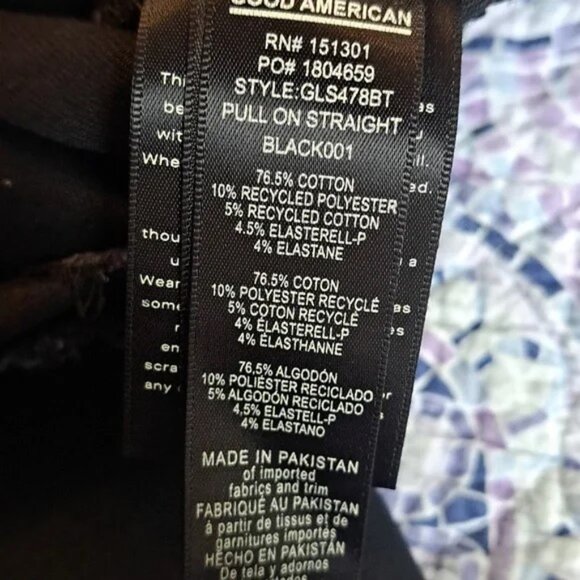 GOOD AMERICAN
RN# 151301
PO# 1804659
STYLE:GLS478BT
PULL ON STRAIGHT
BLACK001
76.5% COTTON
10% RECYCLED POLYESTER
5% RECYCLED COTTON
4.5% ELASTERELL-P
4% ELASTANE
76.5% COTON
10% POLYESTER RECYCLÉ
5% COTON RECYCLÉ
4% ÉLASTERELL-P
4% ÉLASTHANNE
76.5% ALGODÓN
10% POLIÉSTER RECICLADO
5% ALGODÓN RECICLADO
4,5% ELASTELL-P
4% ELASTANO
MADE IN PAKISTAN
of imported
fabrics and trim
FABRIQUÉ AU PAKISTAN
à partir de tissus et de
garnitures importés
HECHO EN PAKISTÁN
De tela y adornos